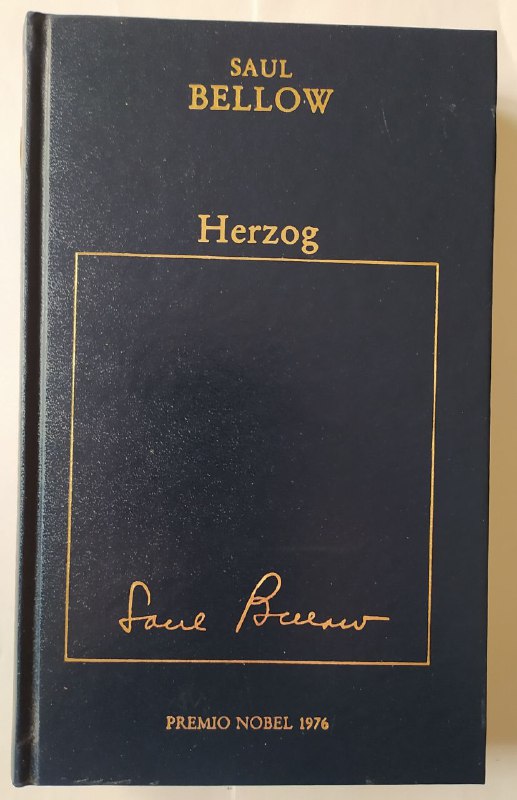 SAUL
BELLOW
Herzog
Saul Bellow
PREMIO NOBEL 1976